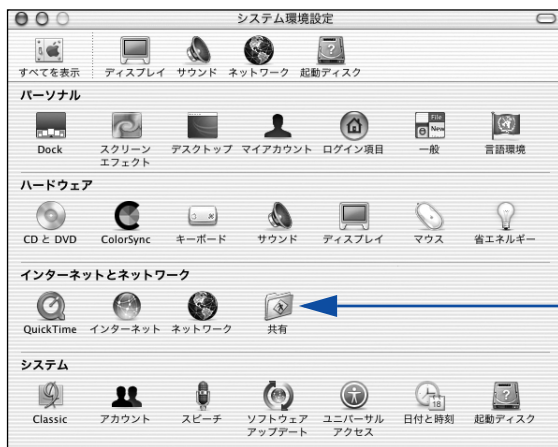 システム環境設定
すべてを表示 ディスプレイ サウンド ネットワーク 起動ディスク
パーソナル
Dock スクリーン エフェクト デスクトップ マイアカウント ログイン項目 一般 言語環境
File
New
ハードウェア
CD と DVD ColorSync キーボード サウンド ディスプレイ マウス 省エネルギー
インターネットとネットワーク
QuickTime インターネット ネットワーク 共有
システム
18
Classic アカウント スピーチ ソフトウェア アップデート ユニバーサル アクセス 日付と時刻 起動ディスク